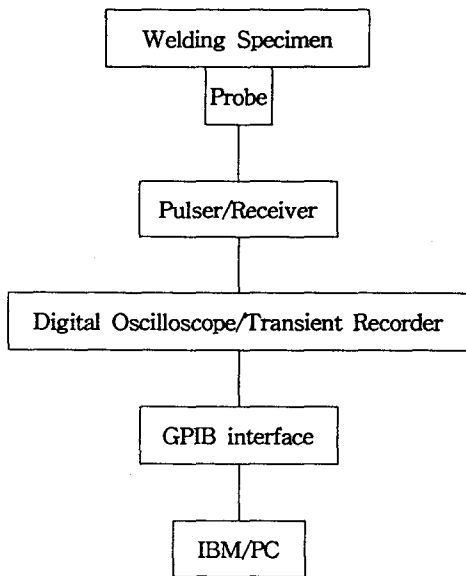 Welding Specimen
Probe
Pulser/Receiver
Digital Oscilloscope/Transient Recorder
GPIB interface
IBM/PC